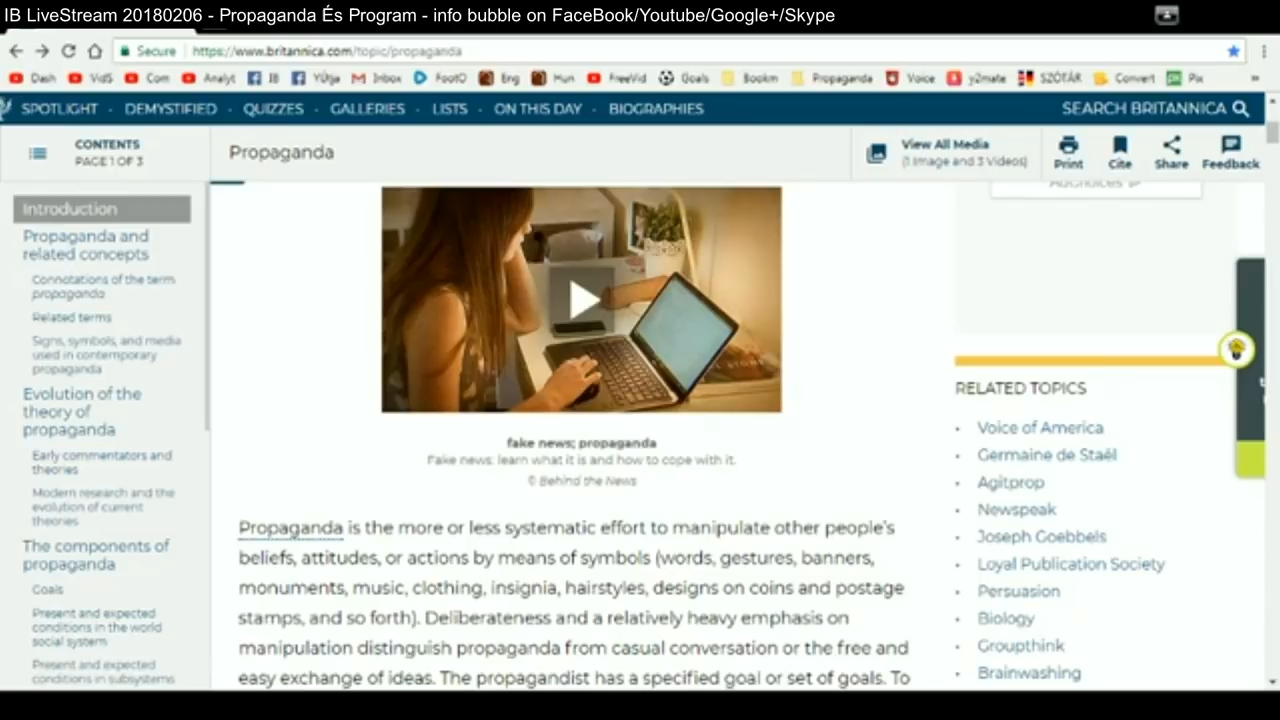 IB LiveStream 20180206 - Propaganda És Program - info bubble on FaceBook/Youtube/Google+/Skype
Secure https://www.britannica.com/topic/propaganda
Dash VidS Com Analyt IB YÚtja Inbox FootO Eng Hun FreeVid Goals Bookm Propaganda Voice y2mate SZÓTÁR Convert Pix »
SPOTLIGHT · DEMYSTIFIED · QUIZZES · GALLERIES · LISTS · ON THIS DAY · BIOGRAPHIES SEARCH BRITANNICA
CONTENTS
PAGE 1 OF 3
Propaganda
View All Media
(1 Image and 3 Videos)
Print Cite Share Feedback
Introduction
Propaganda and
related concepts
Connotations of the term
propaganda
Related terms
Signs, symbols, and media
used in contemporary
propaganda
Evolution of the
theory of
propaganda
Early commentators and
theories
Modern research and the
evolution of current
theories
The components of
propaganda
Goals
Present and expected
conditions in the world
social system
Present and expected
conditions in subsystems
fake news; propaganda
Fake news: learn what it is and how to cope with it.
© Behind the News
Propaganda is the more or less systematic effort to manipulate other people's
beliefs, attitudes, or actions by means of symbols (words, gestures, banners,
monuments, music, clothing, insignia, hairstyles, designs on coins and postage
stamps, and so forth). Deliberateness and a relatively heavy emphasis on
manipulation distinguish propaganda from casual conversation or the free and
easy exchange of ideas. The propagandist has a specified goal or set of goals. To
AdChoices
RELATED TOPICS
· Voice of America
· Germaine de Staël
· Agitprop
· Newspeak
· Joseph Goebbels
· Loyal Publication Society
· Persuasion
· Biology
· Groupthink
· Brainwashing